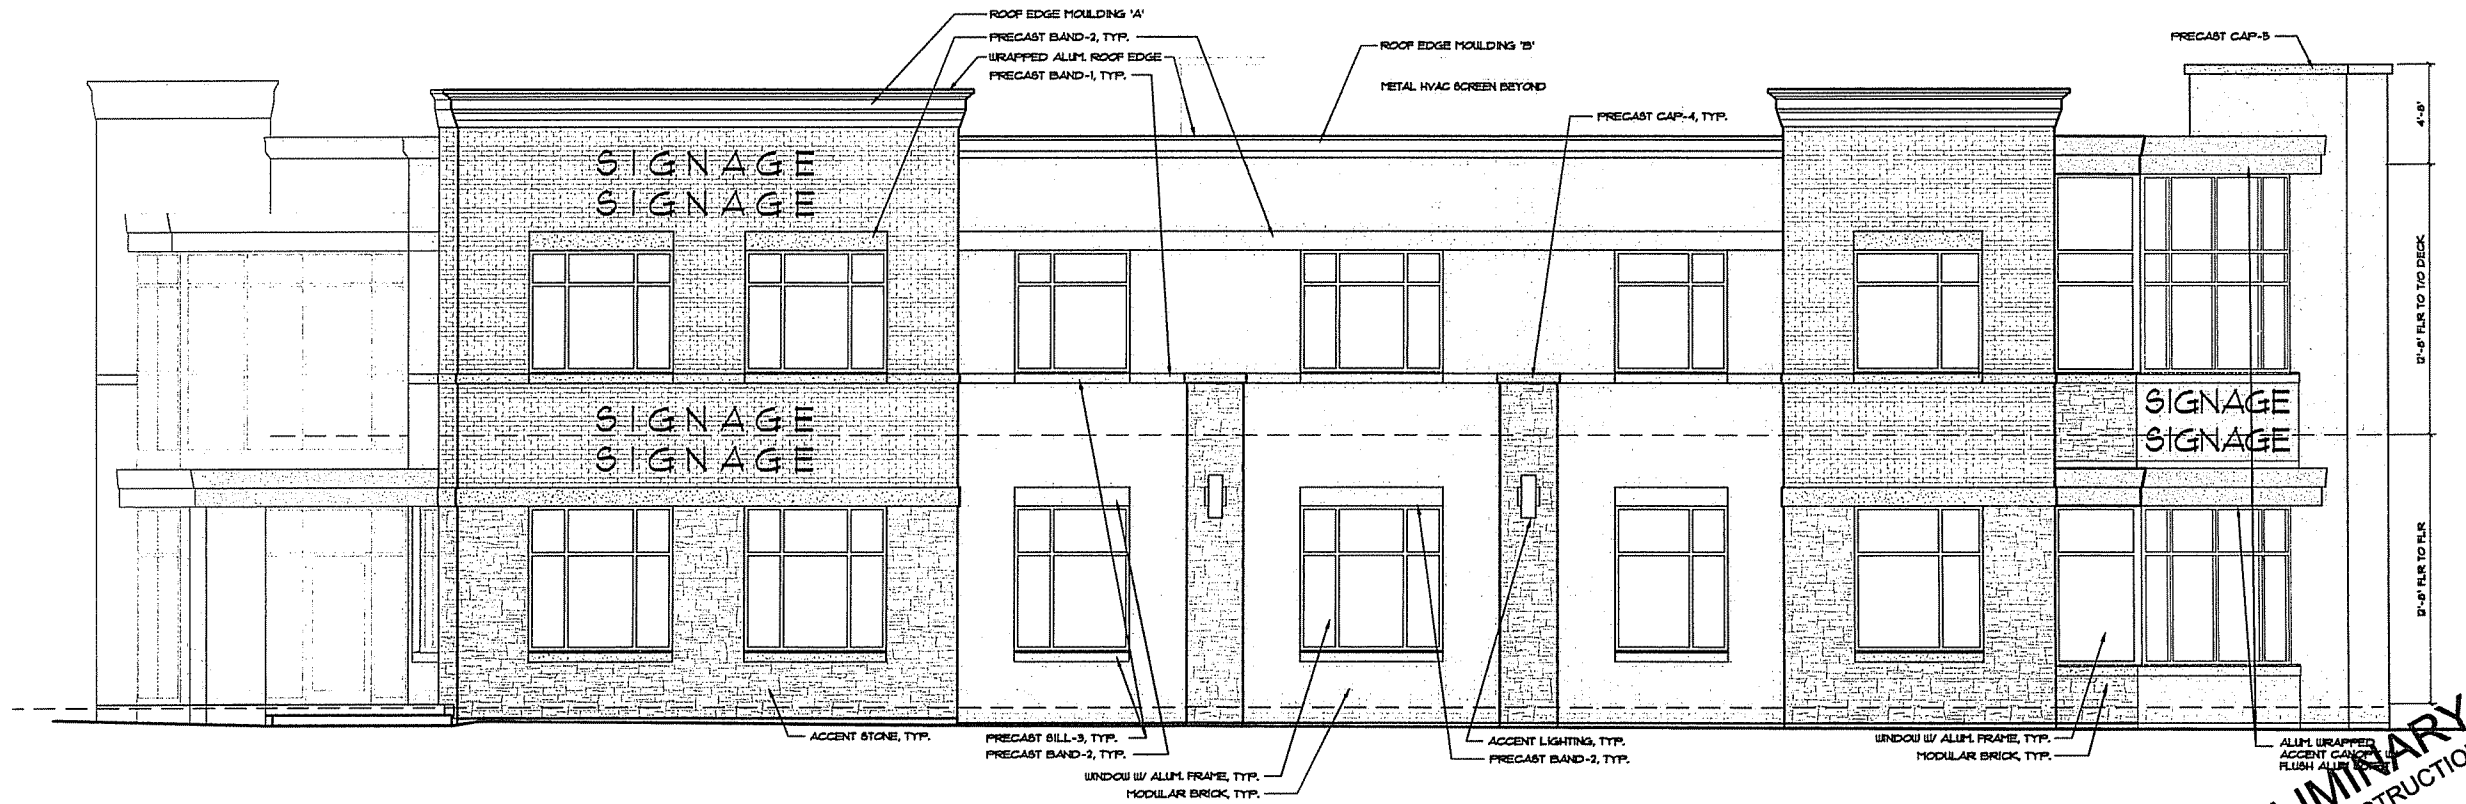 ROOF EDGE MOULDING 'A'
PRECAST BAND-2, TYP.
WRAPPED ALUM. ROOF EDGE
PRECAST BAND-1, TYP.
ROOF EDGE MOULDING 'B'
METAL HVAC SCREEN BEYOND
PRECAST CAP-4, TYP.
PRECAST CAP-5
4'-8"
SIGNAGE
SIGNAGE
12'-8" FLR TO T/O DECK
SIGNAGE
SIGNAGE
SIGNAGE
SIGNAGE
12'-8" FLR TO FLR
ACCENT STONE, TYP.
PRECAST SILL-3, TYP.
PRECAST BAND-2, TYP.
WINDOW W/ ALUM. FRAME, TYP.
MODULAR BRICK, TYP.
ACCENT LIGHTING, TYP.
PRECAST BAND-2, TYP.
WINDOW W/ ALUM. FRAME, TYP.
MODULAR BRICK, TYP.
ALUM. WRAPPED
ACCENT CANOPY
FLUSH ALUM.